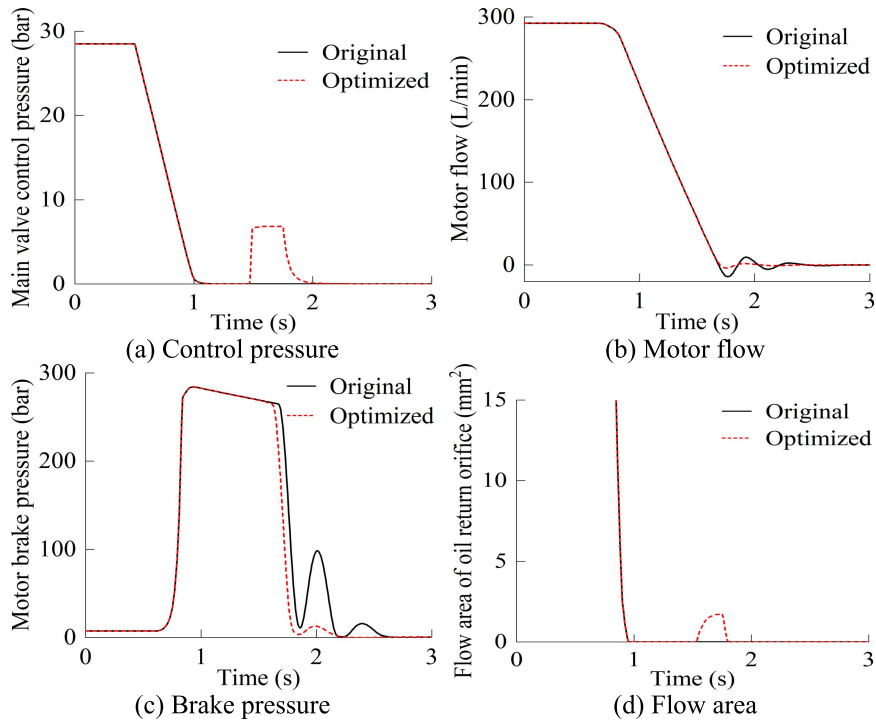 Main valve control pressure (bar)
30
20
10
0
0
1
2
3
Time (s)
Original
Optimized
(a) Control pressure
Motor flow (L/min)
300
200
100
0
0
1
2
3
Time (s)
Original
Optimized
(b) Motor flow
Motor brake pressure (bar)
300
200
100
0
0
1
2
3
Time (s)
Original
Optimized
(c) Brake pressure
Flow area of oil return orifice (mm²)
15
10
5
0
0
1
2
3
Time (s)
Original
Optimized
(d) Flow area